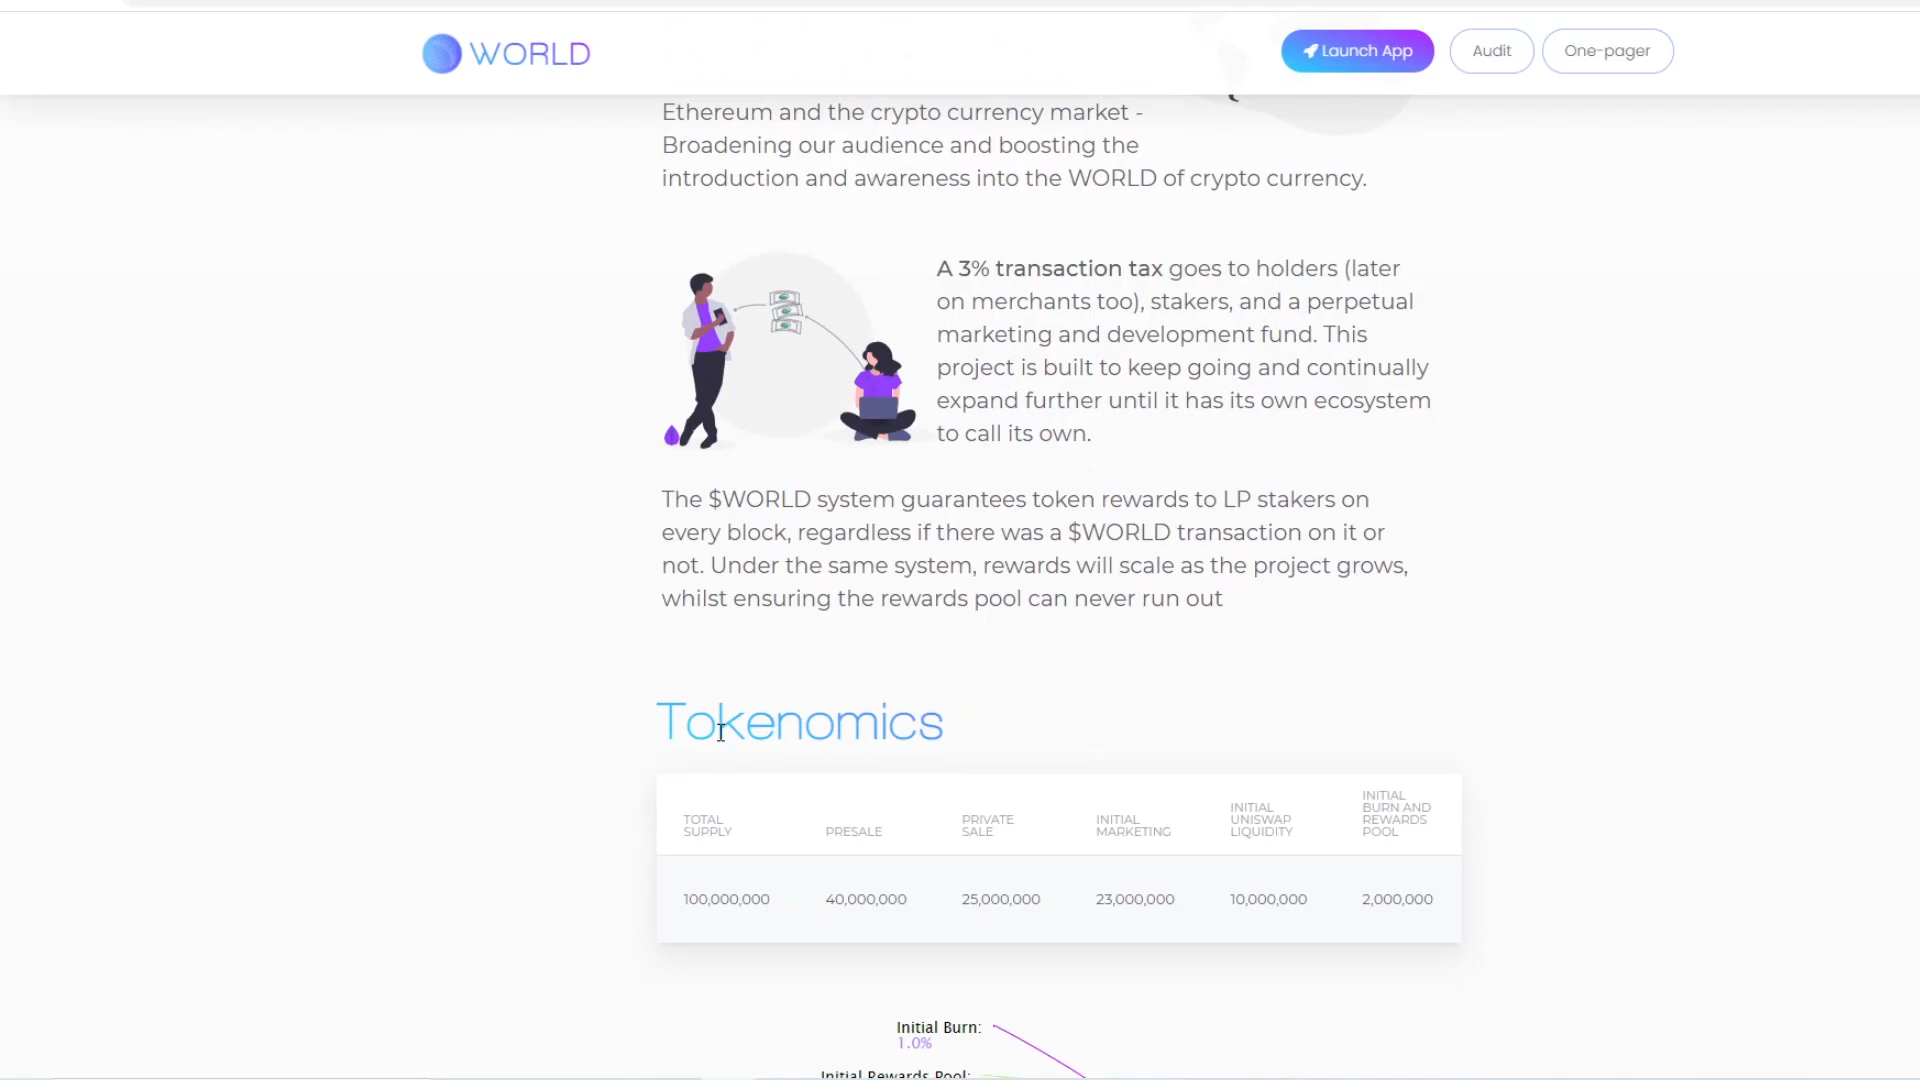 WORLD
Launch App
Audit
One-pager
Ethereum and the crypto currency market -
Broadening our audience and boosting the
introduction and awareness into the WORLD of crypto currency.
A 3% transaction tax goes to holders (later
on merchants too), stakers, and a perpetual
marketing and development fund. This
project is built to keep going and continually
expand further until it has its own ecosystem
to call its own.
The $WORLD system guarantees token rewards to LP stakers on
every block, regardless if there was a $WORLD transaction on it or
not. Under the same system, rewards will scale as the project grows,
whilst ensuring the rewards pool can never run out
Tokenomics
TOTAL
SUPPLY
PRESALE
PRIVATE
SALE
INITIAL
MARKETING
INITIAL
UNISWAP
LIQUIDITY
INITIAL
BURN AND
REWARDS
POOL
100,000,000
40,000,000
25,000,000
23,000,000
10,000,000
2,000,000
Initial Burn:
1.0%
Initial Rewards Pool: